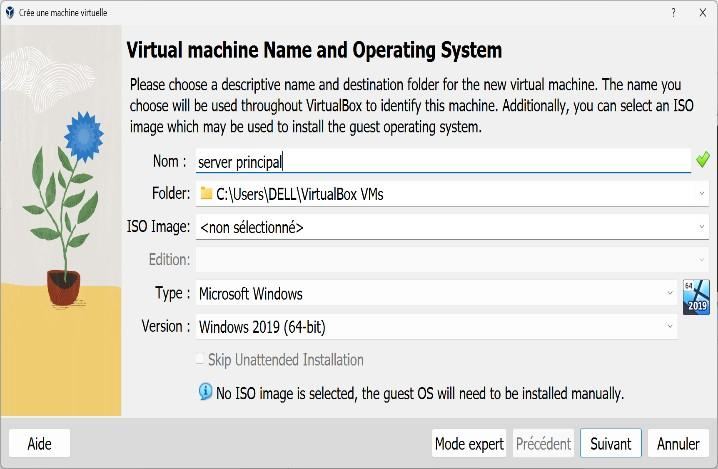 Crée une machine virtuelle
? X
Virtual machine Name and Operating System
Please choose a descriptive name and destination folder for the new virtual machine. The name you
choose will be used throughout VirtualBox to identify this machine. Additionally, you can select an ISO
image which may be used to install the guest operating system.
Nom : server principal
Folder: C:\Users\DELL\VirtualBox VMs
ISO Image: <non sélectionné>
Edition:
Type : Microsoft Windows
64
2019
Version : Windows 2019 (64-bit)
Skip Unattended Installation
No ISO image is selected, the guest OS will need to be installed manually.
Aide Mode expert Précédent Suivant Annuler